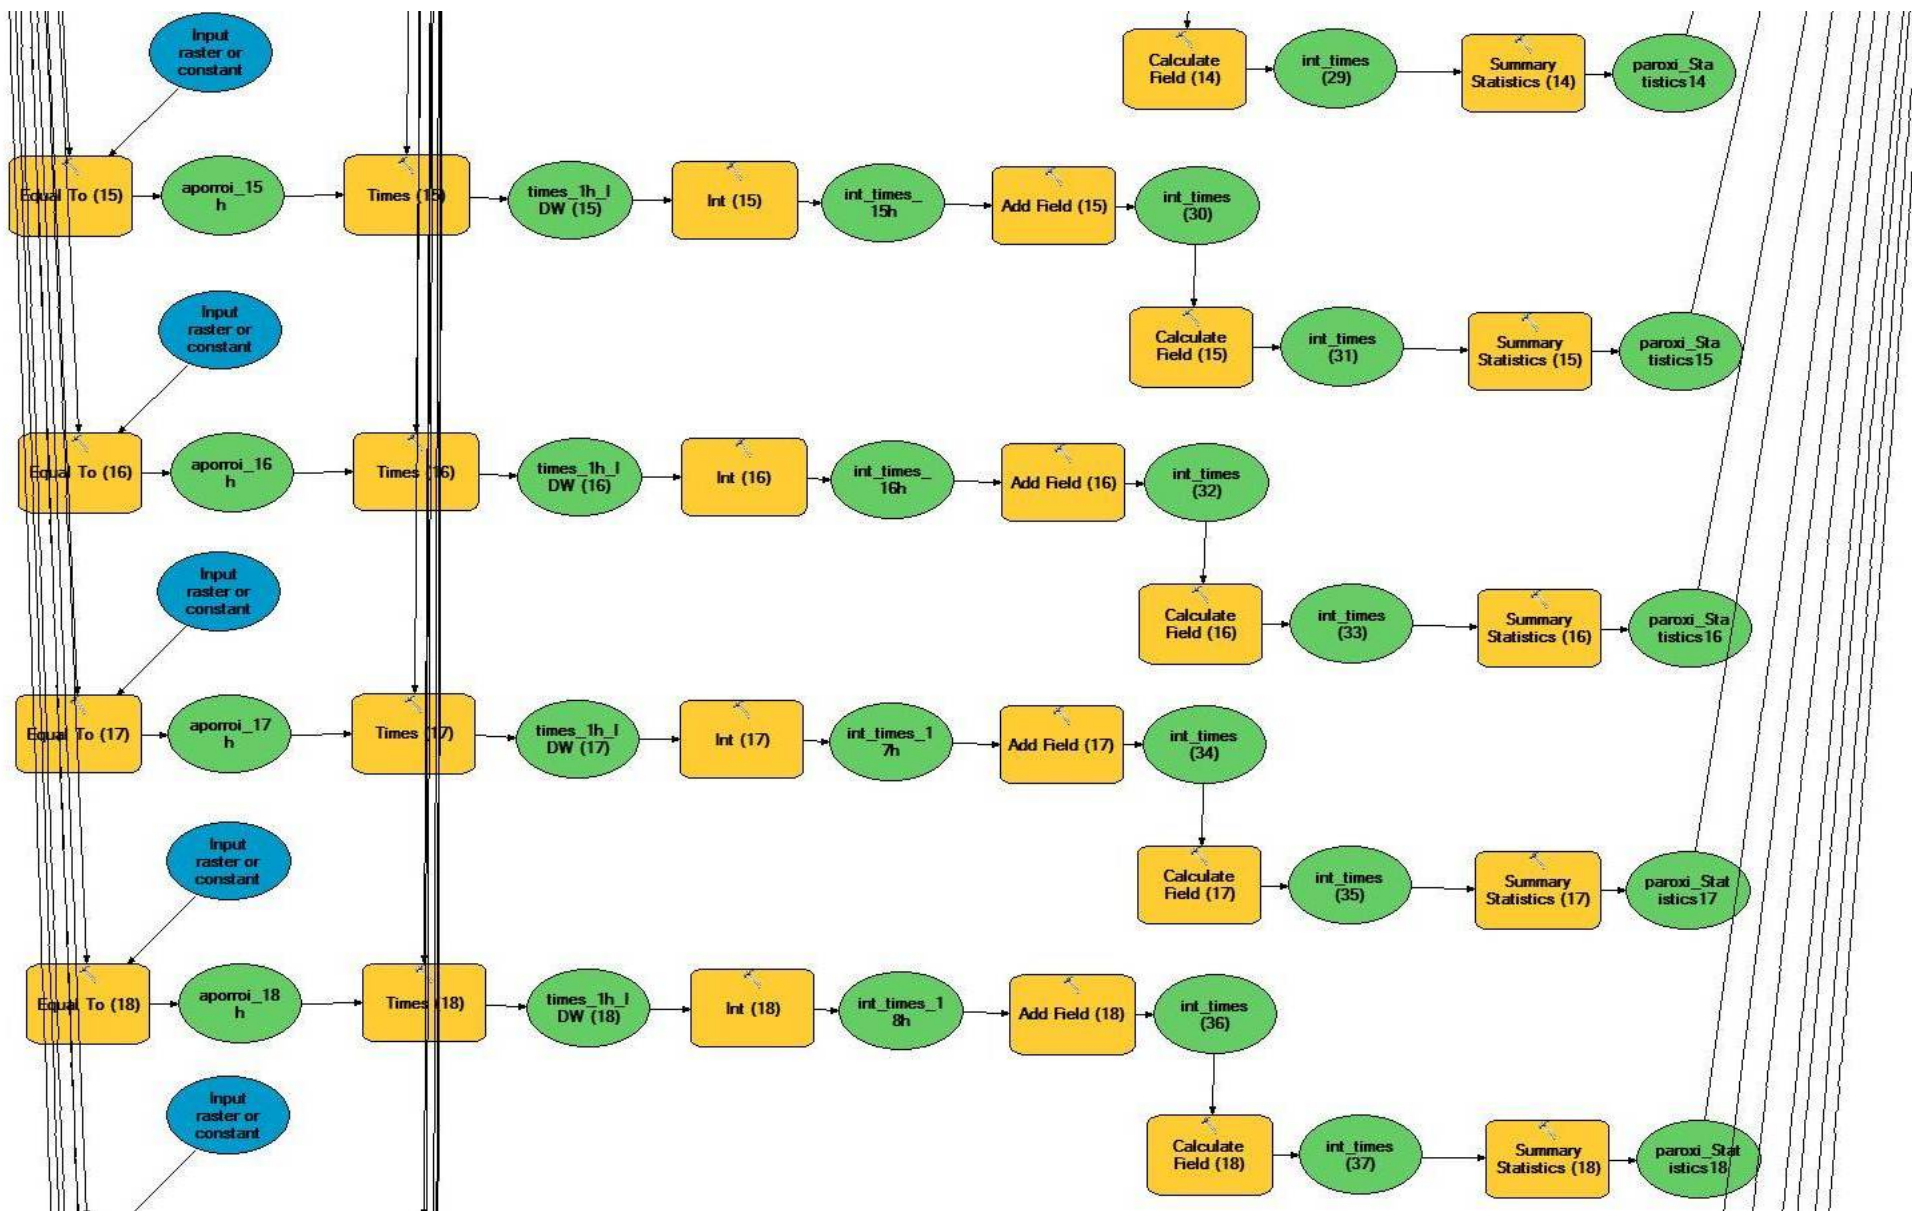 Input
raster or
constant
Calculate
Field (14)
int_times
(29)
Summary
Statistics (14)
paroxi_Sta
tistics14
Equal To (15)
aporroi_15
h
Times (15)
times_1h_I
DW (15)
Int (15)
int_times_
15h
Add Field (15)
int_times
(30)
Input
raster or
constant
Calculate
Field (15)
int_times
(31)
Summary
Statistics (15)
paroxi_Sta
tistics15
Equal To (16)
aporroi_16
h
Times (16)
times_1h_I
DW (16)
Int (16)
int_times_
16h
Add Field (16)
int_times
(32)
Input
raster or
constant
Calculate
Field (16)
int_times
(33)
Summary
Statistics (16)
paroxi_Sta
tistics16
Equal To (17)
aporroi_17
h
Times (17)
times_1h_I
DW (17)
Int (17)
int_times_1
7h
Add Field (17)
int_times
(34)
Input
raster or
constant
Calculate
Field (17)
int_times
(35)
Summary
Statistics (17)
paroxi_Stat
istics17
Equal To (18)
aporroi_18
h
Times (18)
times_1h_I
DW (18)
Int (18)
int_times_1
8h
Add Field (18)
int_times
(36)
Input
raster or
constant
Calculate
Field (18)
int_times
(37)
Summary
Statistics (18)
paroxi_Stat
istics18